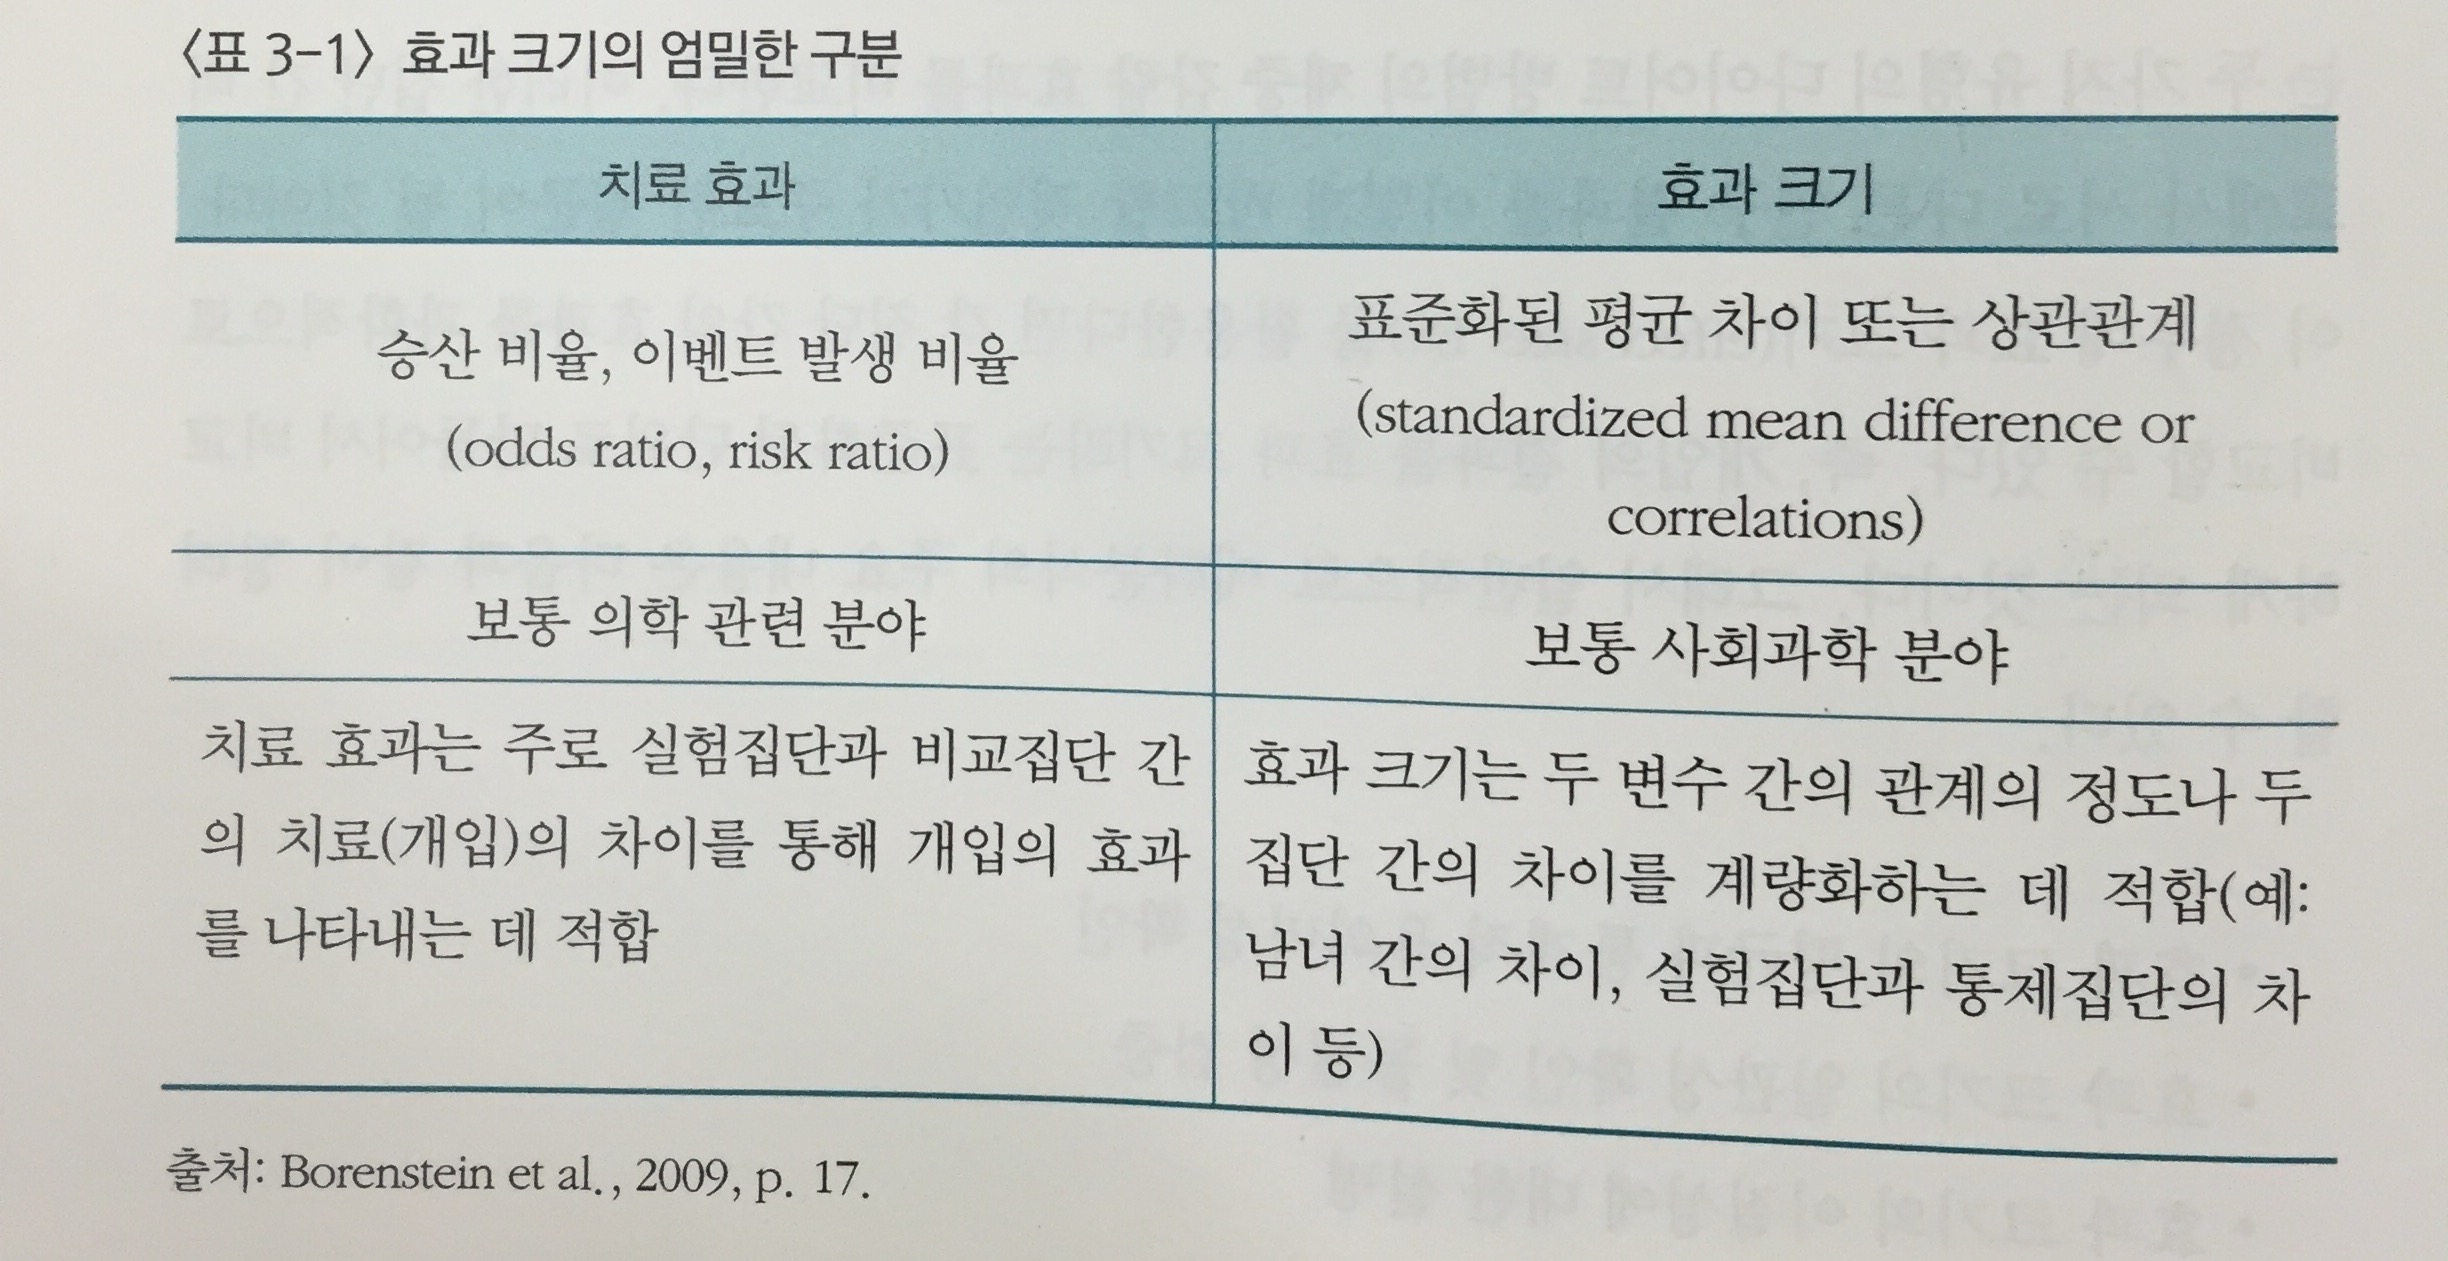 〈표 3-1〉 효과 크기의 엄밀한 구분
치료 효과
효과 크기
승산 비율, 이벤트 발생 비율
(odds ratio, risk ratio)
표준화된 평균 차이 또는 상관관계
(standardized mean difference or
correlations)
보통 의학 관련 분야
보통 사회과학 분야
치료 효과는 주로 실험집단과 비교집단 간
의 치료(개입)의 차이를 통해 개입의 효과
를 나타내는 데 적합
효과 크기는 두 변수 간의 관계의 정도나 두
집단 간의 차이를 계량화하는 데 적합(예:
남녀 간의 차이, 실험집단과 통제집단의 차
이 등)
출처: Borenstein et al., 2009, p. 17.